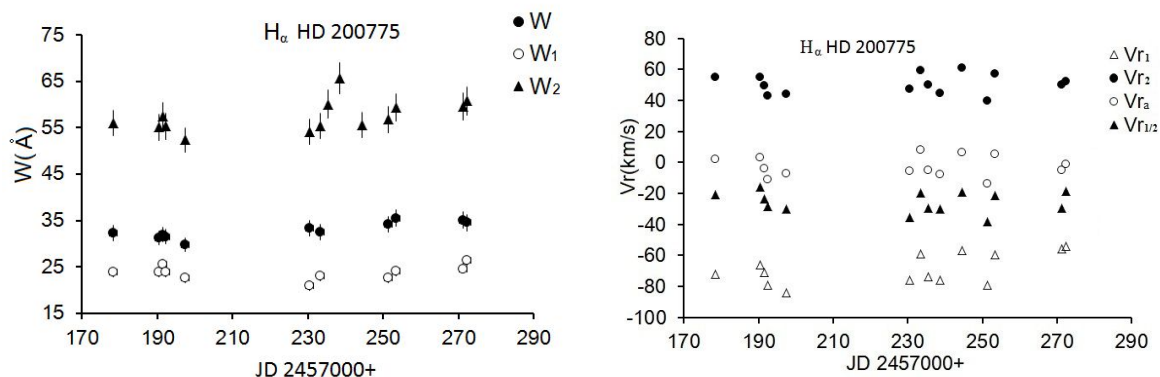 Hα HD 200775
W
W1
W2
W(Å)
75
65
55
45
35
25
15
170 190 210 230 250 270 290
JD 2457000+
Hα HD 200775
Vr1
Vr2
Vra
Vr1/2
Vr(km/s)
80
60
40
20
0
-20
-40
-60
-80
-100
170 190 210 230 250 270 290
JD 2457000+